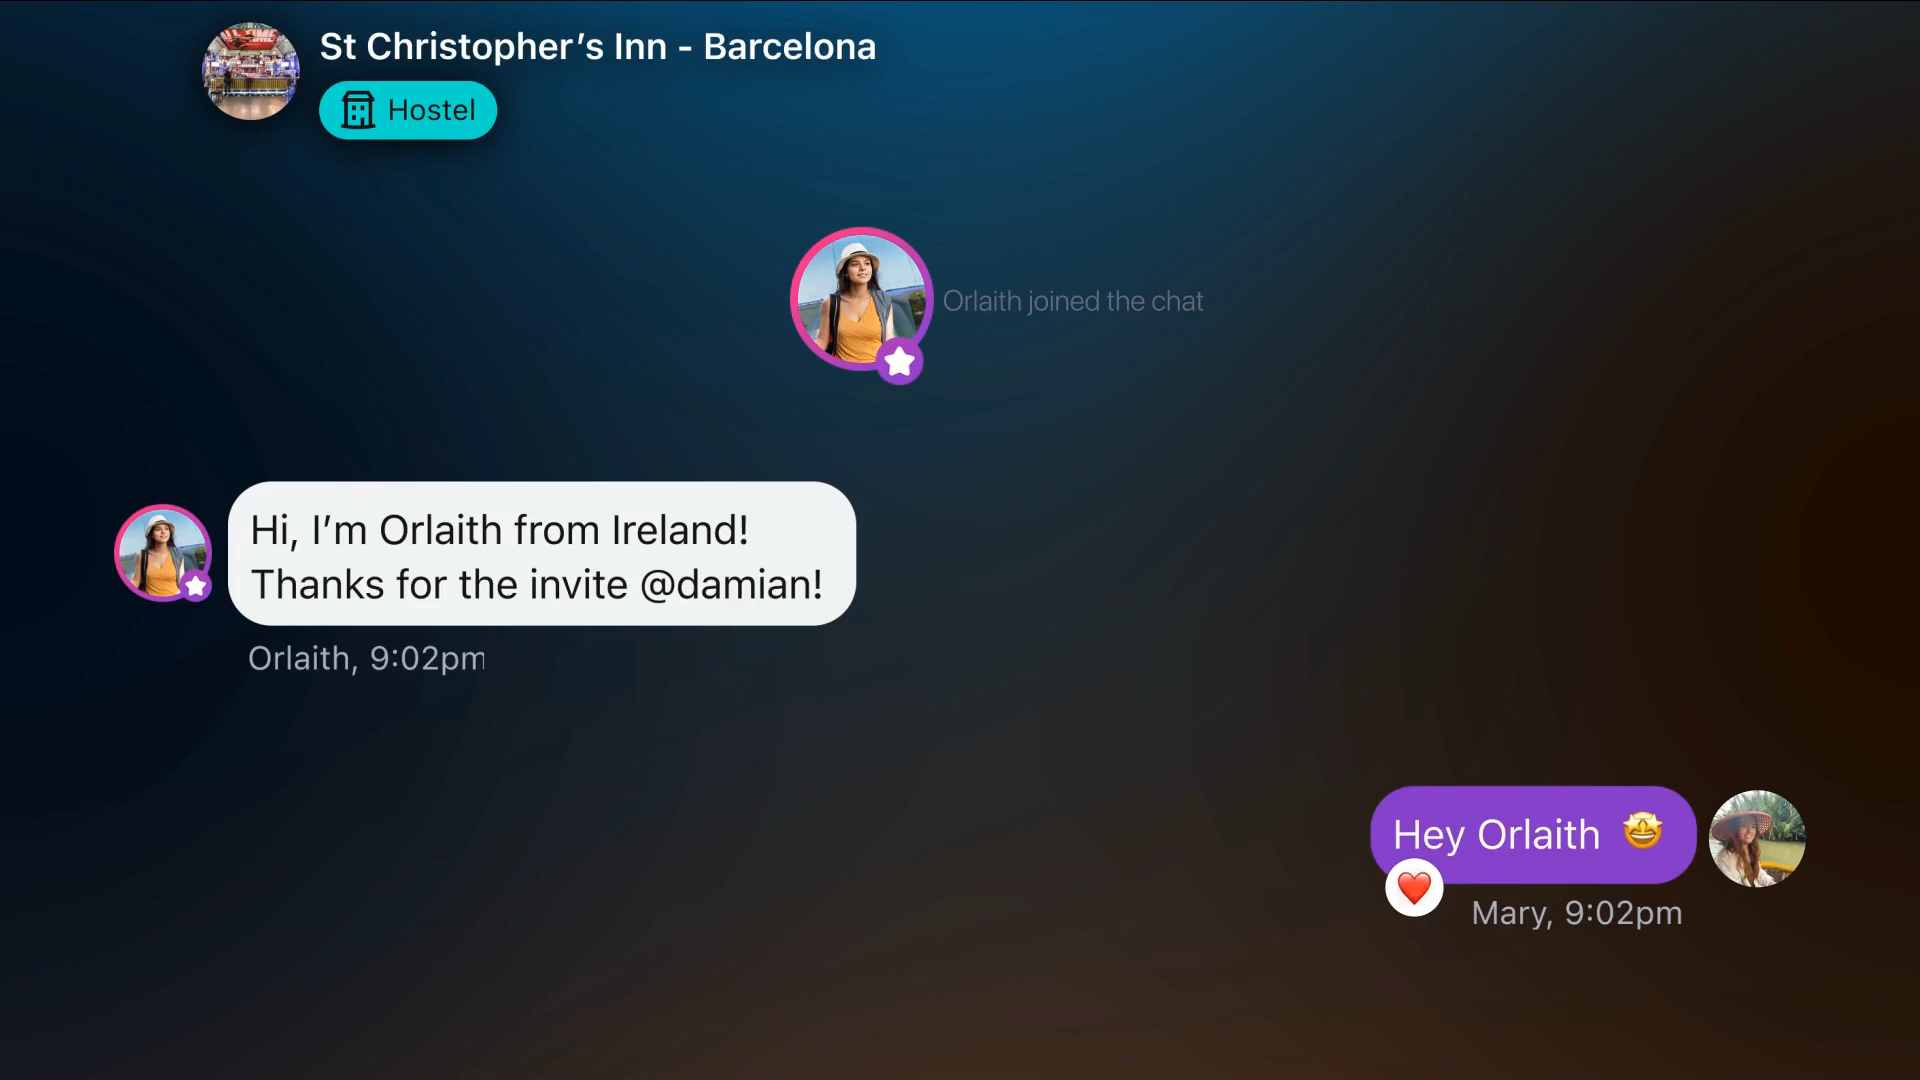 St Christopher’s Inn - Barcelona
Hostel
Orlaith joined the chat
Hi, I’m Orlaith from Ireland!
Thanks for the invite @damian!
Orlaith, 9:02pm
Hey Orlaith 🤩
❤️
Mary, 9:02pm